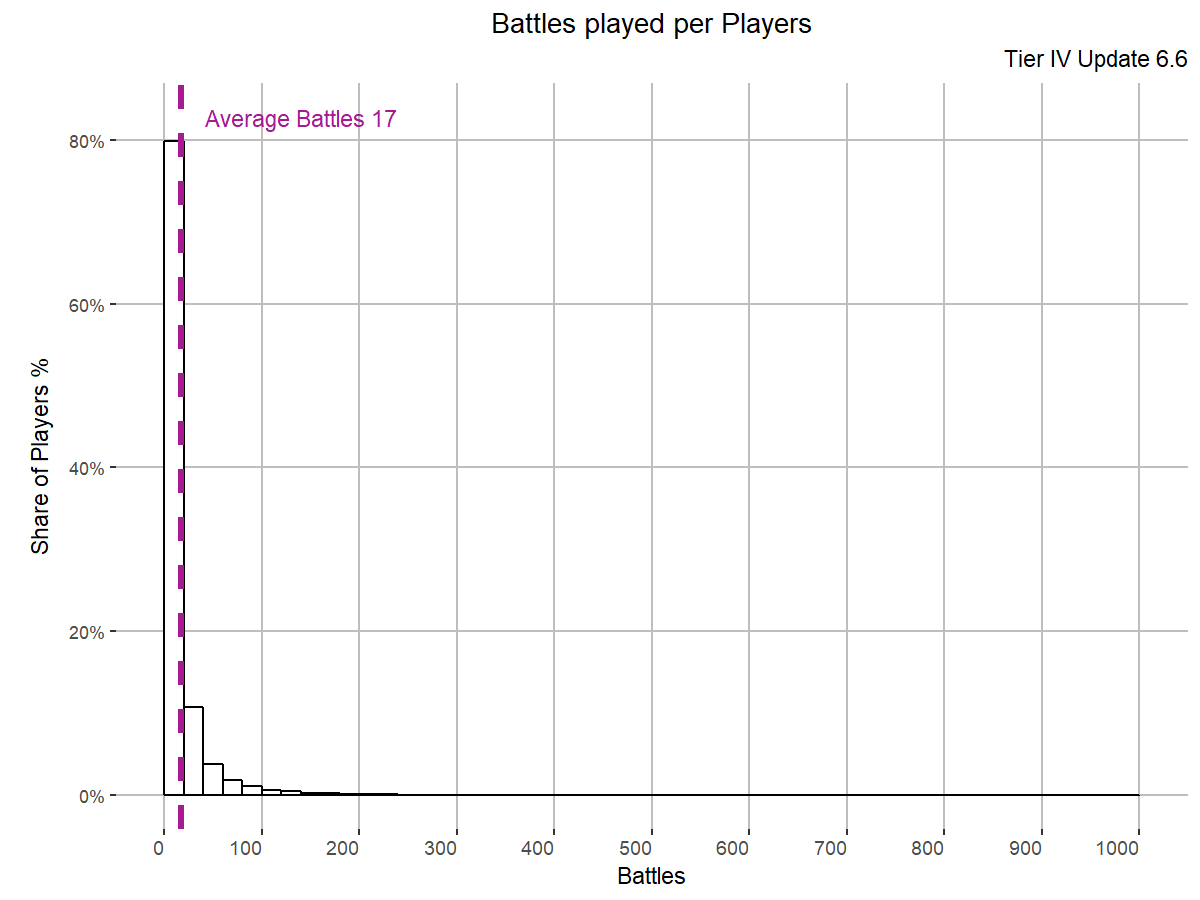 Battles played per Players
Tier IV Update 6.6
Average Battles 17
80%
60%
40%
20%
0%
Share of Players %
0 100 200 300 400 500 600 700 800 900 1000
Battles